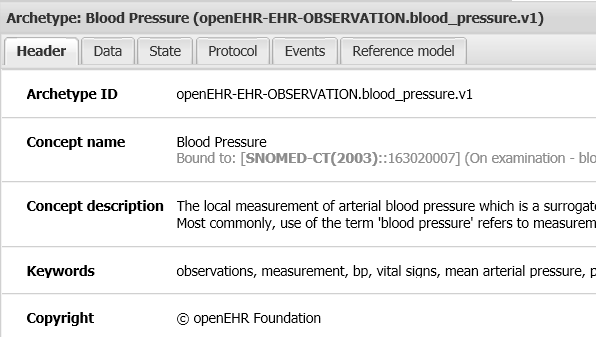 Archetype: Blood Pressure (openEHR-EHR-OBSERVATION.blood_pressure.v1)
Header Data State Protocol Events Reference model
Archetype ID openEHR-EHR-OBSERVATION.blood_pressure.v1
Concept name Blood Pressure
Bound to: [SNOMED-CT(2003)::163020007] (On examination - blo
Concept description The local measurement of arterial blood pressure which is a surrogate
Most commonly, use of the term 'blood pressure' refers to measurem
Keywords observations, measurement, bp, vital signs, mean arterial pressure, p
Copyright © openEHR Foundation